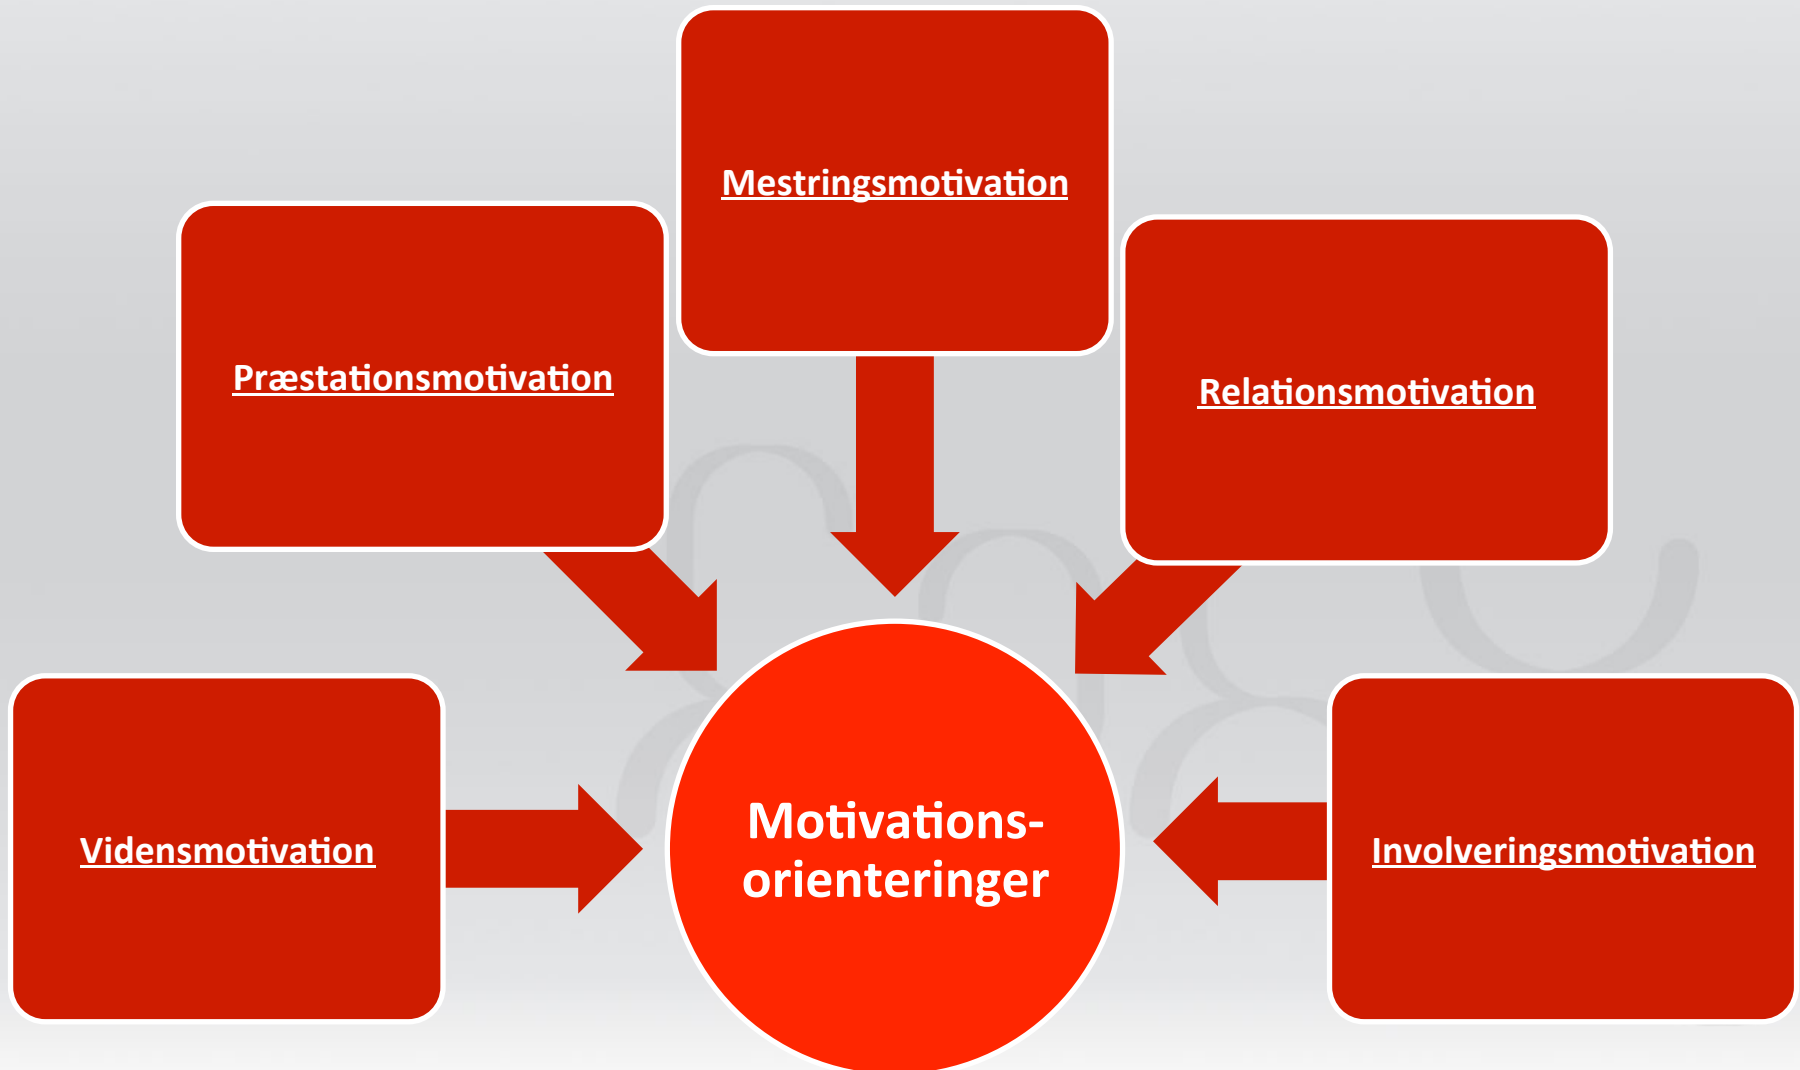 Mestringsmotivation
Præstationsmotivation
Relationsmotivation
Vidensmotivation
Motivations-
orienteringer
Involveringsmotivation